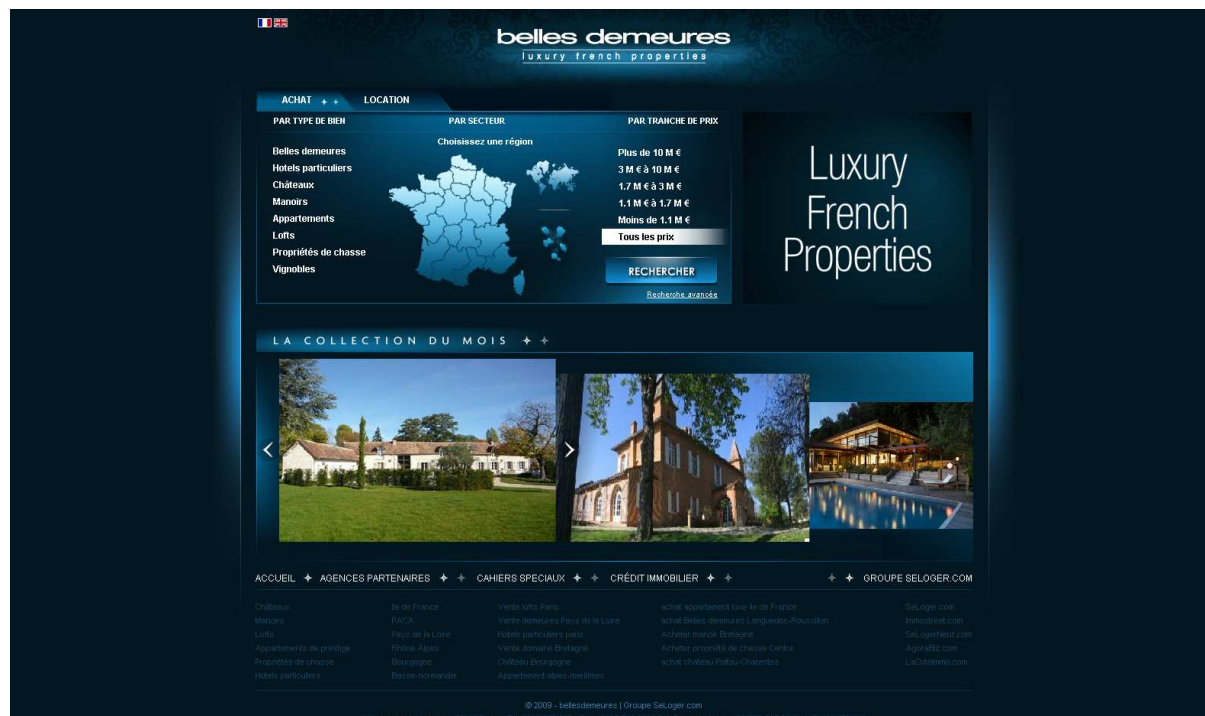 belles demeures
luxury french properties
ACHAT
LOCATION
PAR TYPE DE BIEN
PAR SECTEUR
PAR TRANCHE DE PRIX
Choisissez une région
Belles demeures
Hotels particuliers
Châteaux
Manoirs
Appartements
Lofts
Propriétés de chasse
Vignobles
Plus de 10 M €
3 M € à 10 M €
1.7 M € à 3 M €
1.1 M € à 1.7 M €
Moins de 1.1 M €
Tous les prix
RECHERCHER
Recherche avancée
Luxury
French
Properties
LA COLLECTION DU MOIS
ACCUEIL
AGENCES PARTENAIRES
CAHIERS SPECIAUX
CRÉDIT IMMOBILIER
GROUPE SELOGER.COM
Châteaux
Manoirs
Lofts
Appartements de prestige
Propriétés de chasse
Hotels particuliers
Ile de France
PACA
Pays de la Loire
Rhône Alpes
Bourgogne
Basse-normandie
Vente lofts Paris
Vente demeures Pays de la Loire
Hotels particuliers paris
Vente domaine Bretagne
Château Bourgogne
Appartement alpes-maritimes
achat appartement luxe ile de France
achat Belles demeures Languedoc-Roussillon
Acheter manoir Bretagne
Acheter propriété de chasse Centre
achat chateau Poitou-Charentes
SeLoger.com
Immostreet.com
SeLogerNeuf.com
AgoraBiz.com
LaCoteImmo.com
© 2009 - bellesdemeures | Groupe SeLoger.com